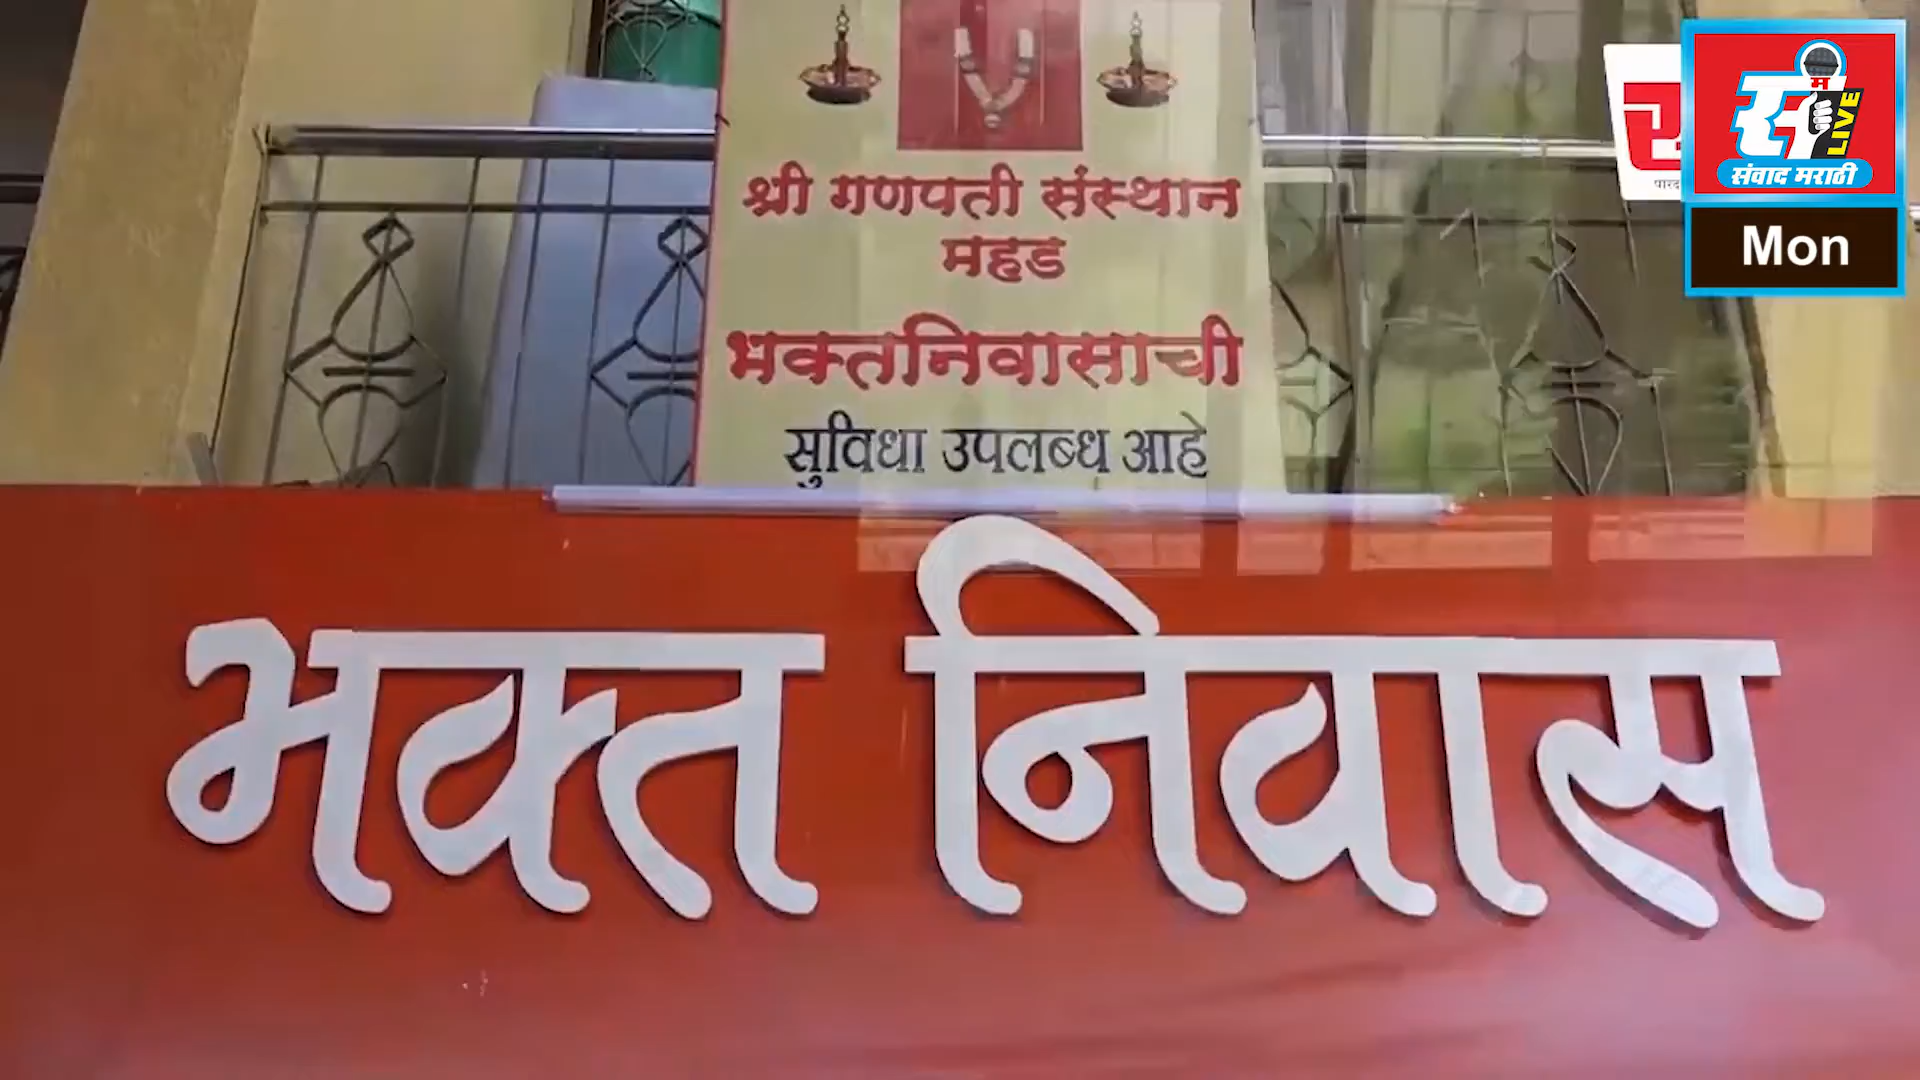 श्री गणपती संस्थान
महड
भक्तनिवासाची
सुविधा उपलब्ध आहे
भक्त निवास
स म
LIVE
संवाद मराठी
Mon